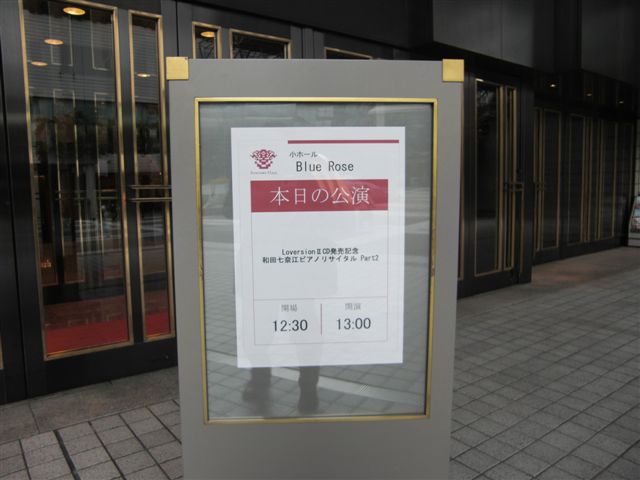 小ホール
Blue Rose
本日の公演
LoversionⅡCD発売記念
和田七奈江ピアノリサイタル Part2
開場
開演
12:30
13:00